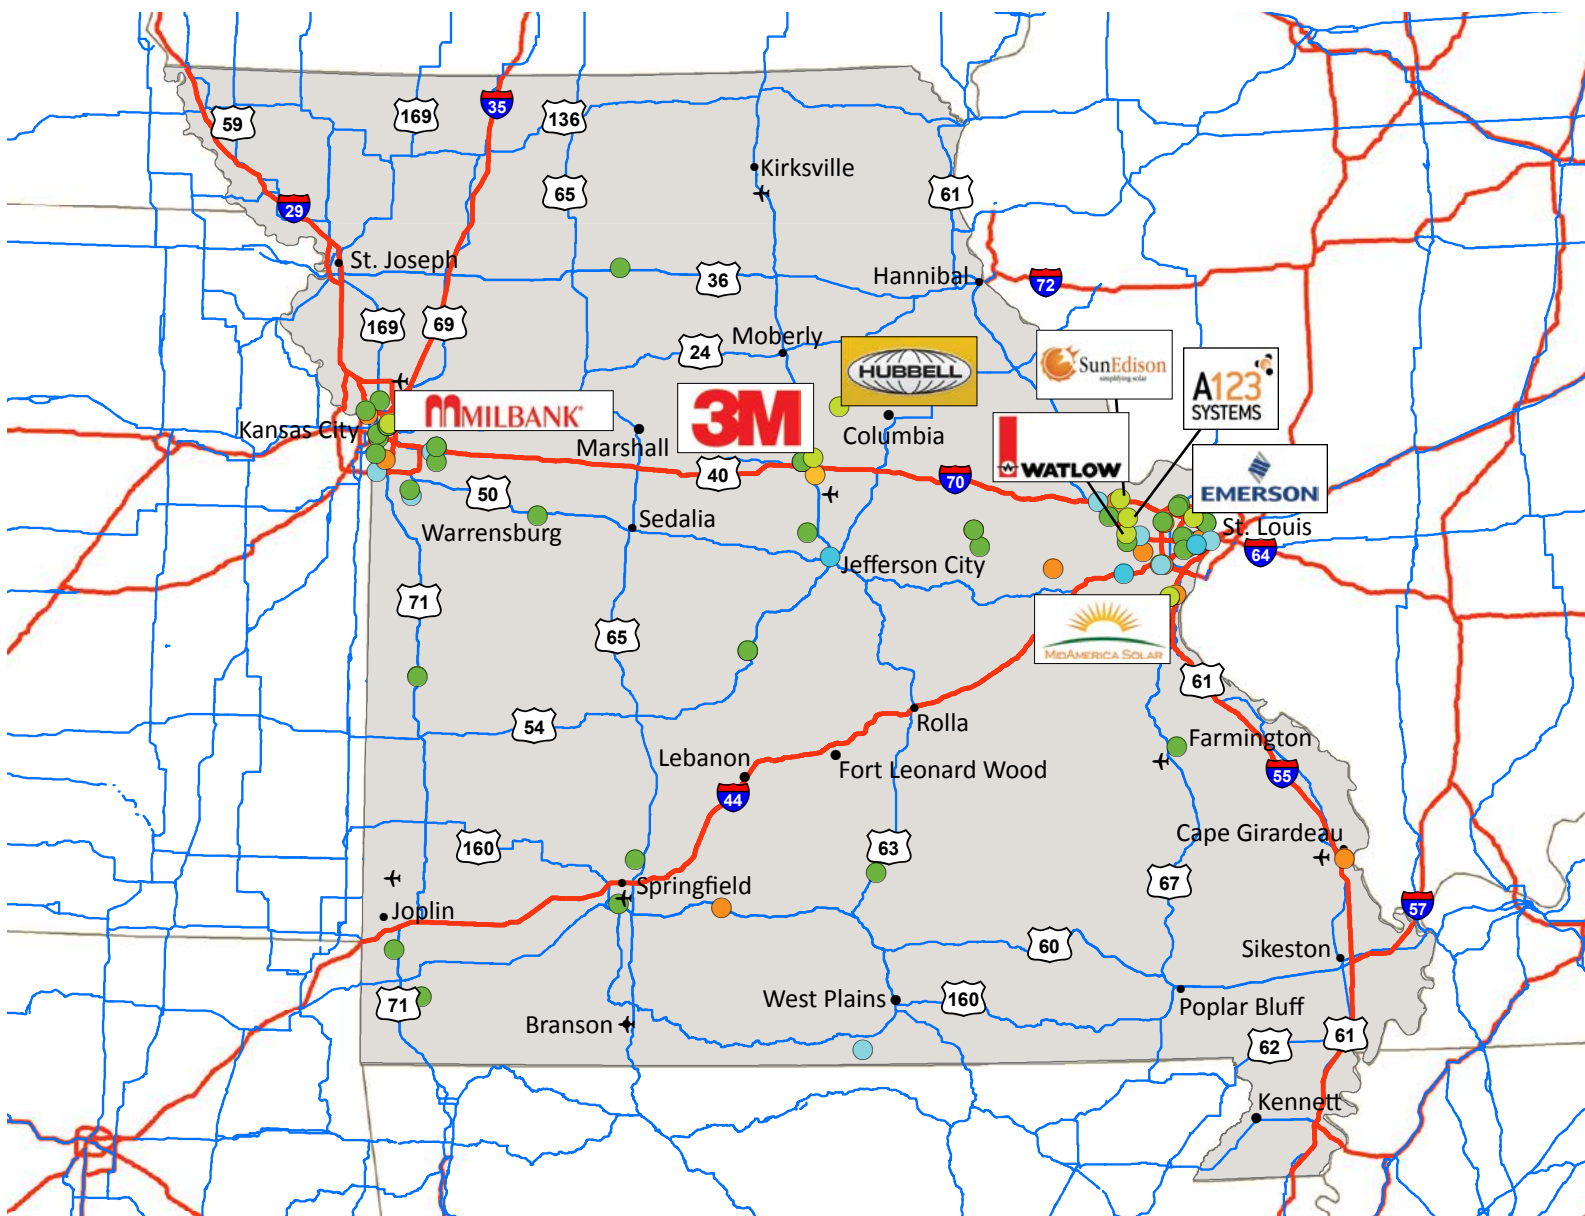 35
169
136
59
Kirksville
65
61
29
St. Joseph
36
Hannibal
72
169
69
Moberly
24
HUBBELL
SunEdison
simplifying solar
A123
SYSTEMS
MILBANK
3M
Kansas City
Marshall
Columbia
WATLOW
40
70
50
EMERSON
Warrensburg
Sedalia
St. Louis
64
Jefferson City
71
65
MIDAMERICA SOLAR
61
54
Rolla
Farmington
Lebanon
Fort Leonard Wood
55
44
Cape Girardeau
160
63
Springfield
67
Joplin
57
60
Sikeston
71
West Plains
160
Poplar Bluff
Branson
62
61
Kennett